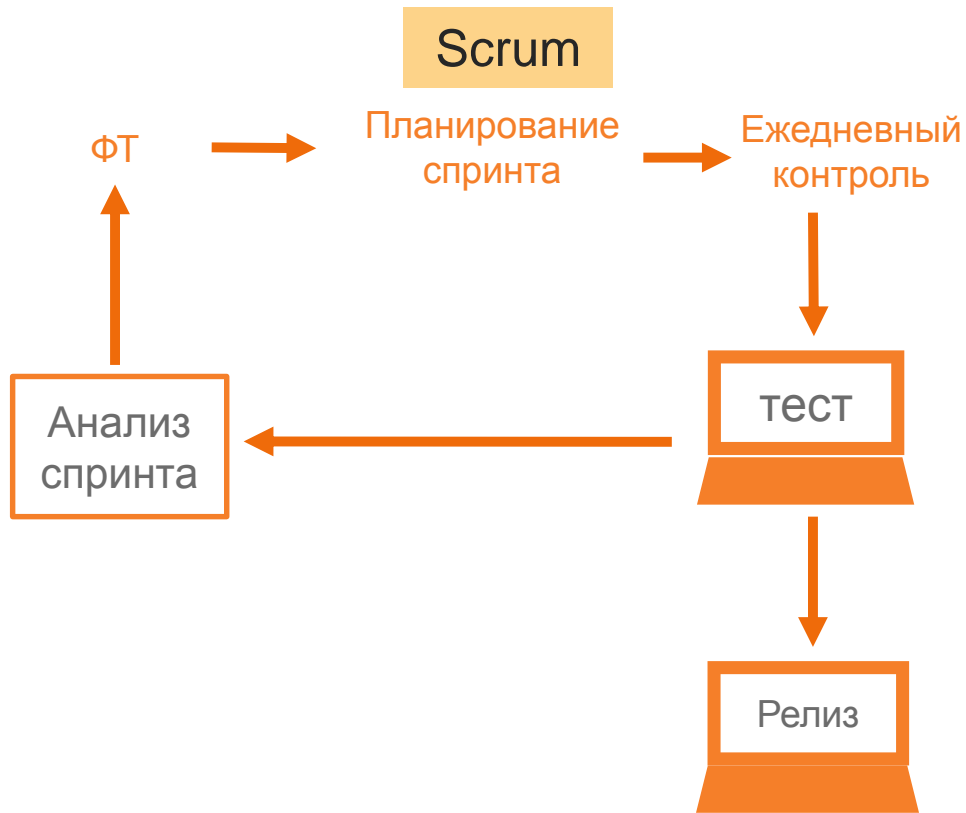 Scrum
ФТ
Планирование
спринта
Ежедневный
контроль
Анализ
спринта
тест
Релиз